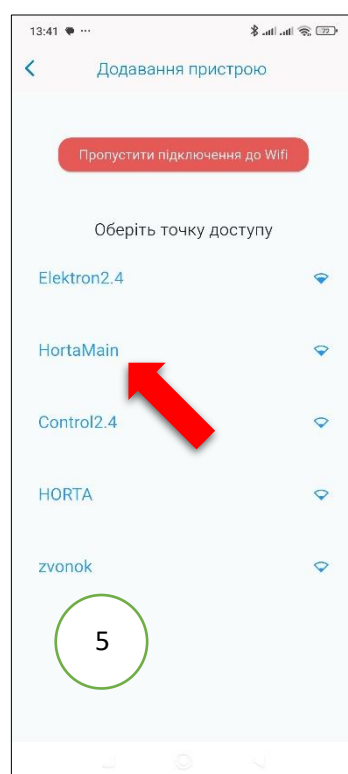 13:41 ... 72
Додавання пристрою
Пропустити підключення до Wifi
Оберіть точку доступу
Elektron2.4
HortaMain
Control2.4
HORTA
zvonok
5